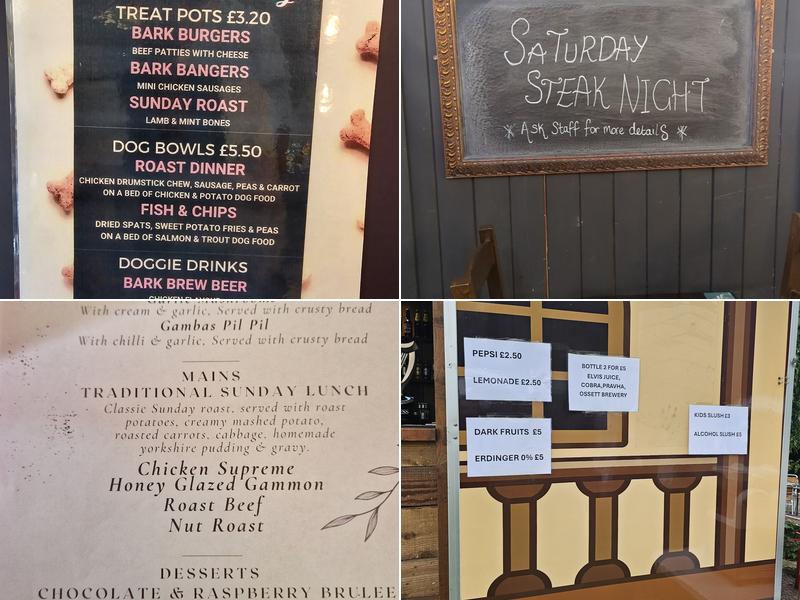 TREAT POTS £3.20
BARK BURGERS
BEEF PATTIES WITH CHEESE
BARK BANGERS
MINI CHICKEN SAUSAGES
SUNDAY ROAST
LAMB & MINT BONES
DOG BOWLS £5.50
ROAST DINNER
CHICKEN DRUMSTICK CHEW, SAUSAGE, PEAS & CARROT
ON A BED OF CHICKEN & POTATO DOG FOOD
FISH & CHIPS
DRIED SPATS, SWEET POTATO FRIES & PEAS
ON A BED OF SALMON & TROUT DOG FOOD
DOGGIE DRINKS
BARK BREW BEER
SATURDAY
STEAK NIGHT
* Ask Staff for more details *
Garlic Mushrooms
With cream & garlic, Served with crusty bread
Gambas Pil Pil
With chilli & garlic, Served with crusty bread
MAINS
TRADITIONAL SUNDAY LUNCH
Classic Sunday roast, served with roast
potatoes, creamy mashed potato,
roasted carrots, cabbage, homemade
yorkshire pudding & gravy.
Chicken Supreme
Honey Glazed Gammon
Roast Beef
Nut Roast
DESSERTS
CHOCOLATE & RASPBERRY BRULEE
PEPSI £2.50
LEMONADE £2.50
DARK FRUITS £5
ERDINGER 0% £5
BOTTLE 2 FOR £5
ELVIS JUICE,
COBRA,PRAVHA,
OSSETT BREWERY
KIDS SLUSH £3
ALCOHOL SLUSH £5